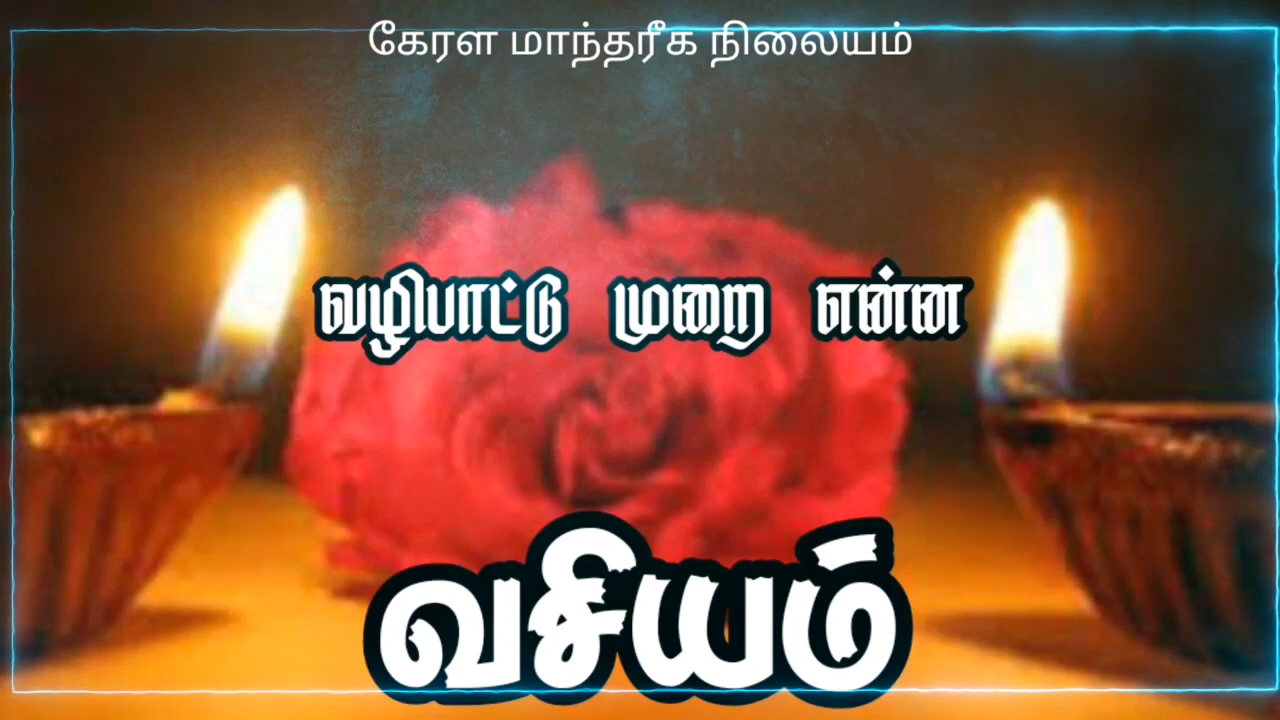 கேரள மாந்தரீக நிலையம்
வழிபாட்டு முறை என்ன
வசியம்